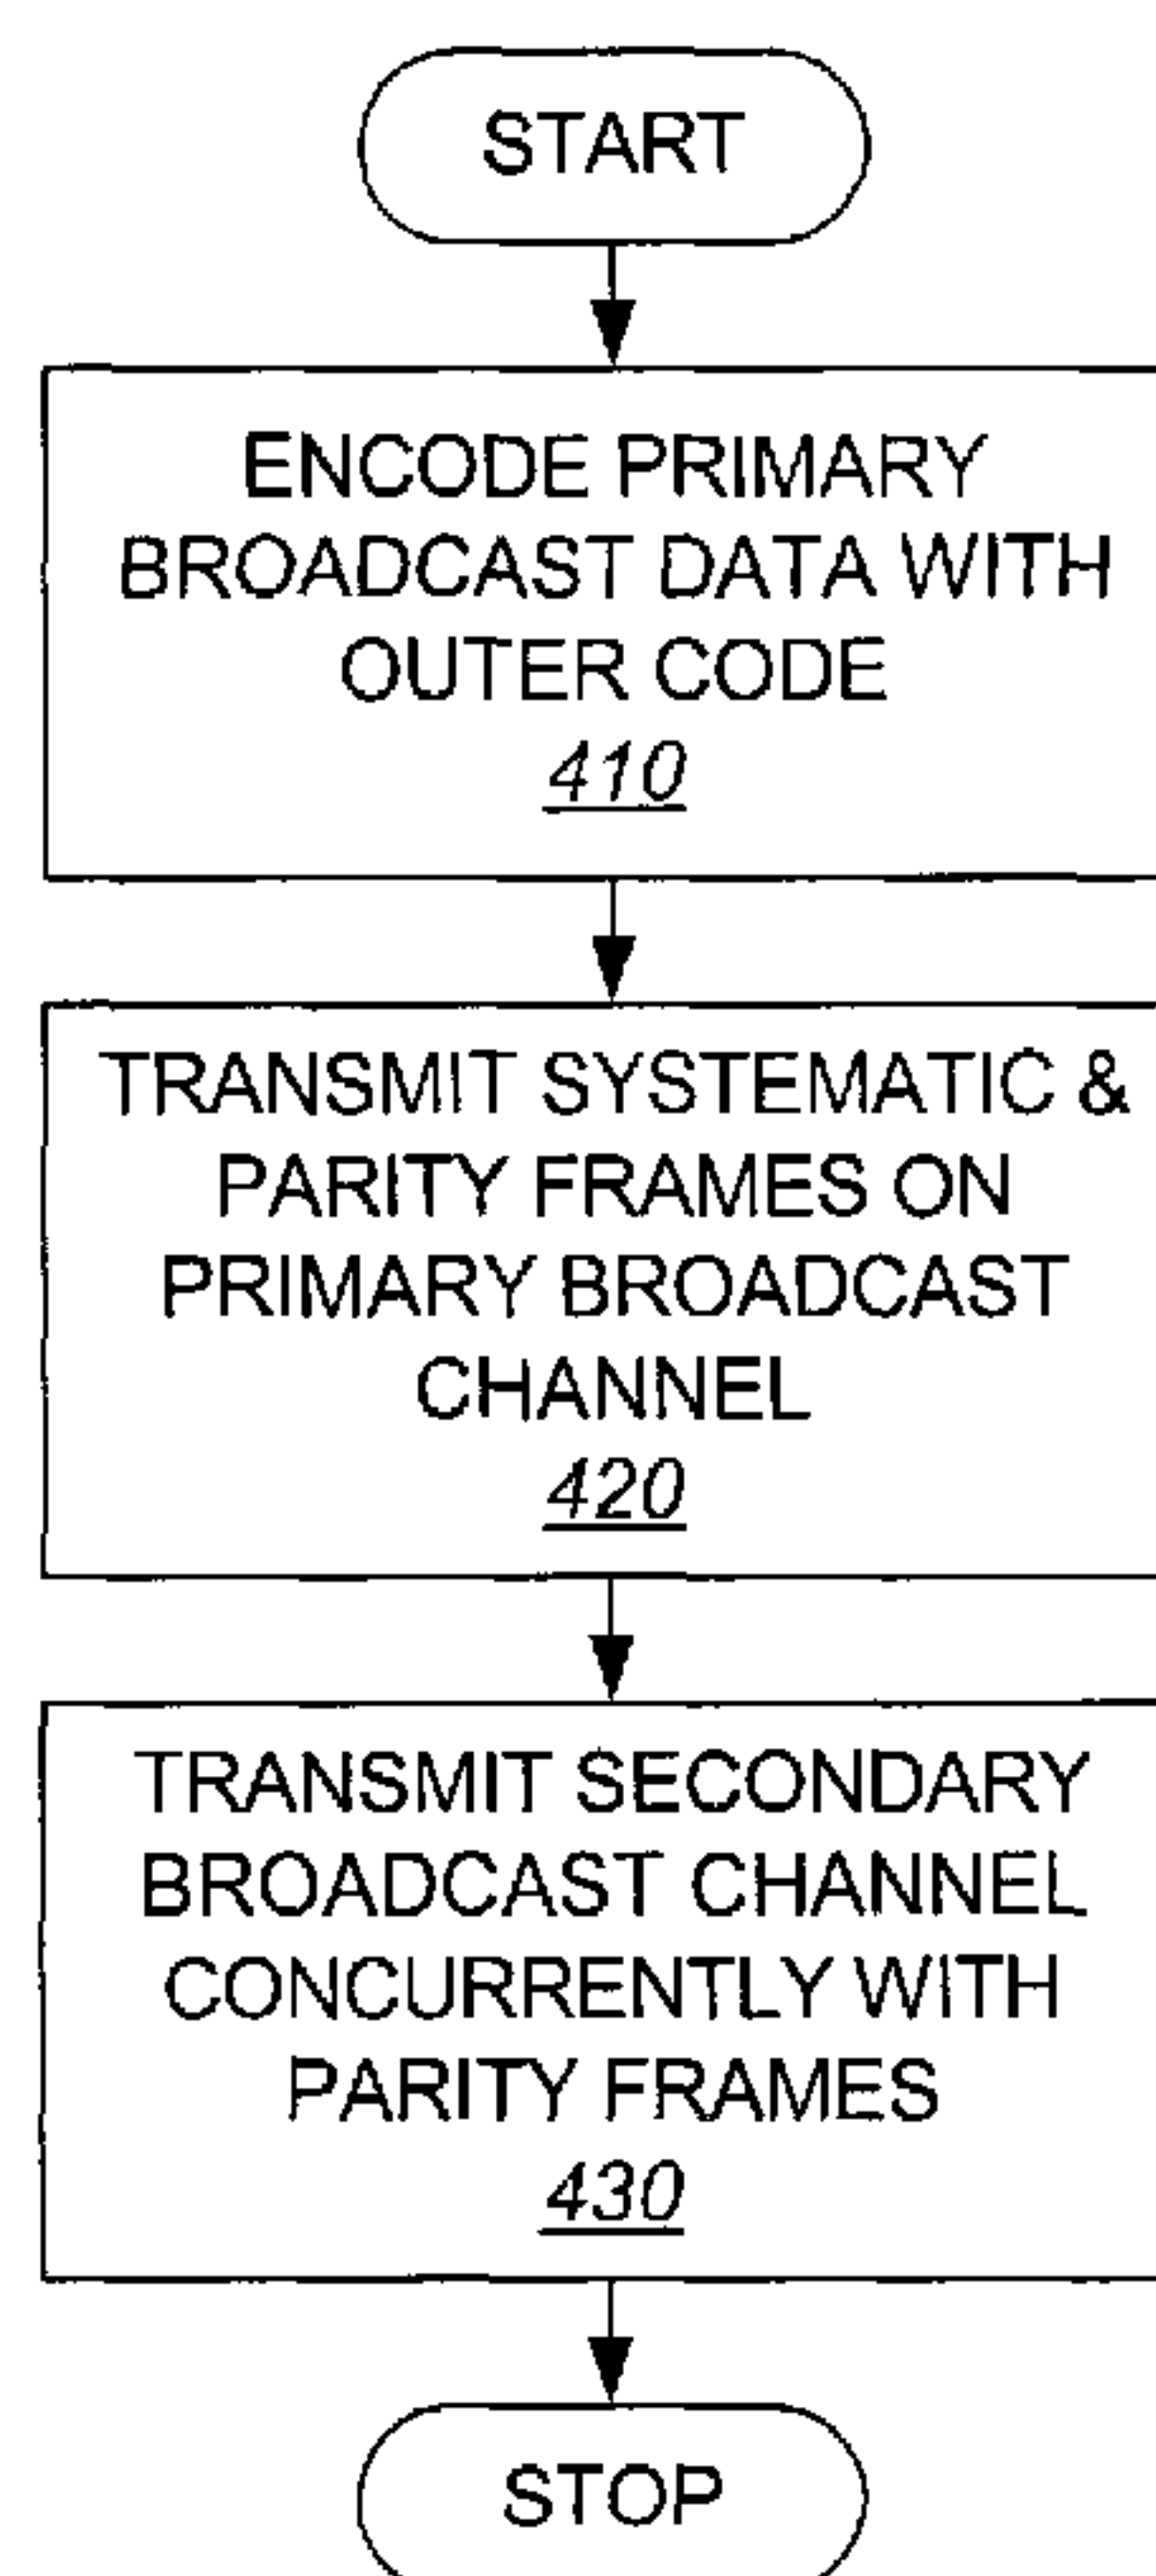 START
ENCODE PRIMARY
BROADCAST DATA WITH
OUTER CODE
410
TRANSMIT SYSTEMATIC &
PARITY FRAMES ON
PRIMARY BROADCAST
CHANNEL
420
TRANSMIT SECONDARY
BROADCAST CHANNEL
CONCURRENTLY WITH
PARITY FRAMES
430
STOP